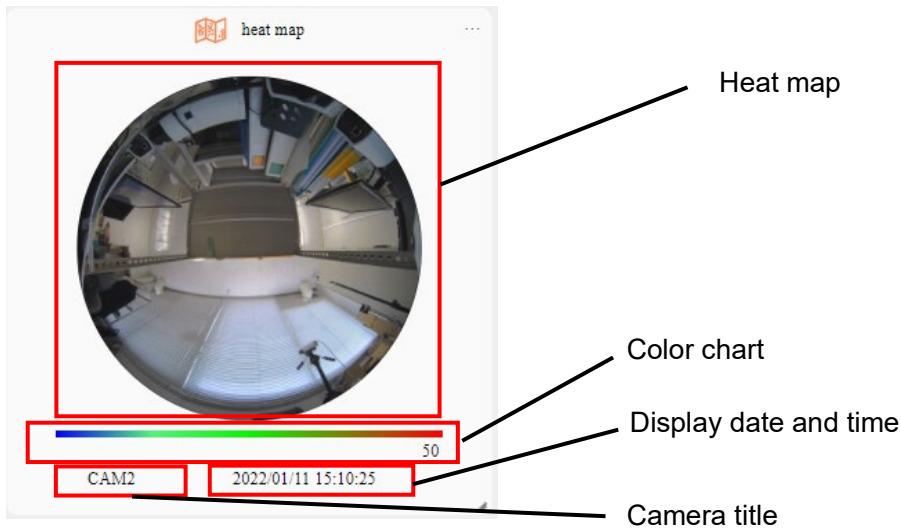 heat map
...
Heat map
Color chart
50
Display date and time
CAM2
2022/01/11 15:10:25
Camera title